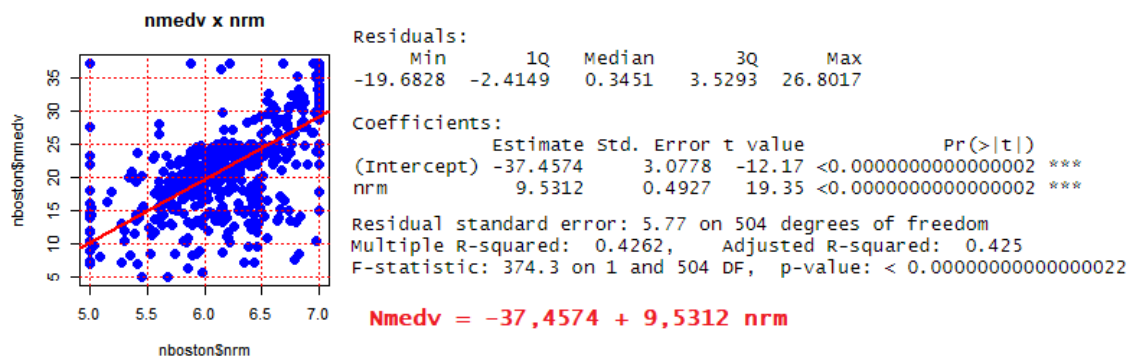 nmedv x nrm
nboston$nmedv
35
30
25
20
15
10
5
5.0 5.5 6.0 6.5 7.0
nboston$nrm
Residuals:
Min 1Q Median 3Q Max
-19.6828 -2.4149 0.3451 3.5293 26.8017
Coefficients:
Estimate Std. Error t value Pr(>|t|)
(Intercept) -37.4574 3.0778 -12.17 <0.0000000000000002 ***
nrm 9.5312 0.4927 19.35 <0.0000000000000002 ***
Residual standard error: 5.77 on 504 degrees of freedom
Multiple R-squared: 0.4262, Adjusted R-squared: 0.425
F-statistic: 374.3 on 1 and 504 DF, p-value: < 0.00000000000000022
Nmedv = -37,4574 + 9,5312 nrm